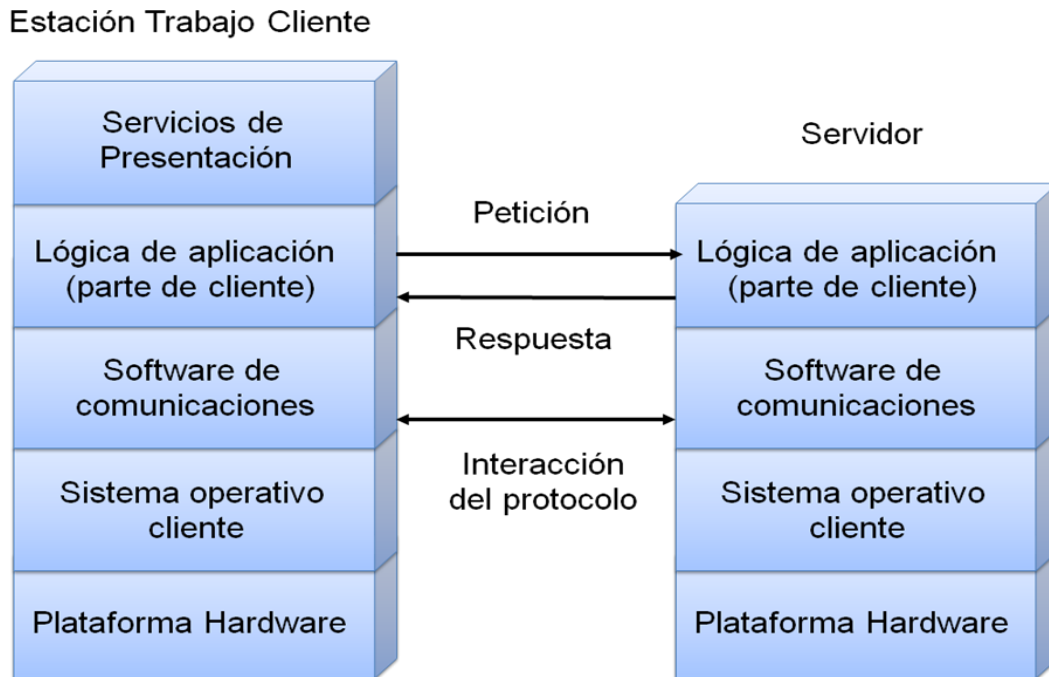 Estación Trabajo Cliente
Servicios de
Presentación
Lógica de aplicación
(parte de cliente)
Software de
comunicaciones
Sistema operativo
cliente
Plataforma Hardware
Petición
Respuesta
Interacción
del protocolo
Servidor
Lógica de aplicación
(parte de cliente)
Software de
comunicaciones
Sistema operativo
cliente
Plataforma Hardware